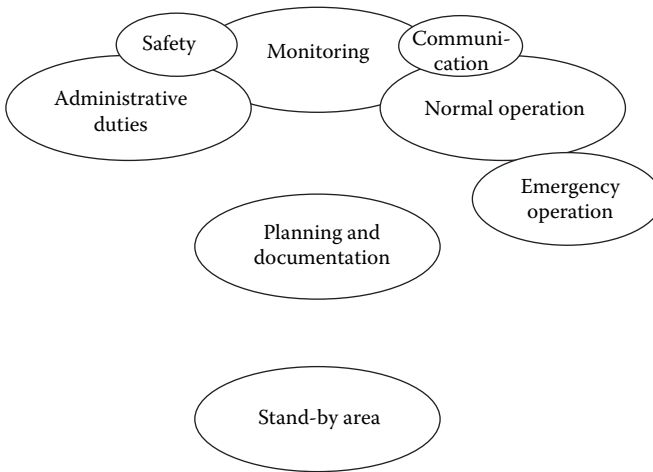 Safety
Monitoring
Communi-
cation
Administrative
duties
Normal operation
Emergency
operation
Planning and
documentation
Stand-by area